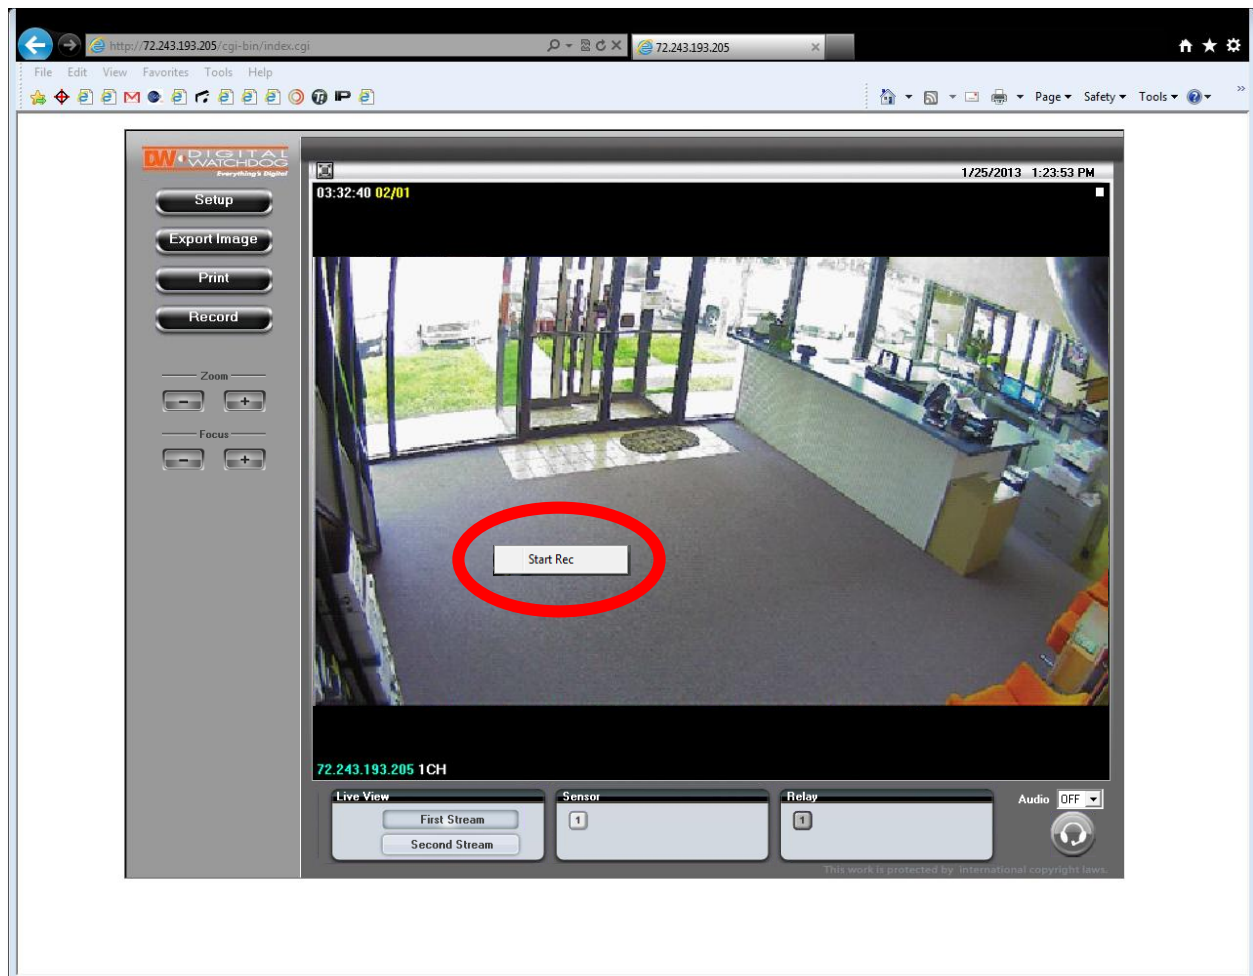 http://72.243.193.205/cgi-bin/index.cgi
72.243.193.205
File Edit View Favorites Tools Help
Page Safety Tools
DW DIGITAL
WATCHDOG
Everything's Digital
1/25/2013 1:23:53 PM
03:32:40 02/01
Setup
Export Image
Print
Record
Zoom
- +
Focus
- +
Start Rec
72.243.193.205 1CH
Live View
First Stream
Second Stream
Sensor
1
Relay
1
Audio OFF
This work is protected by international copyright laws.